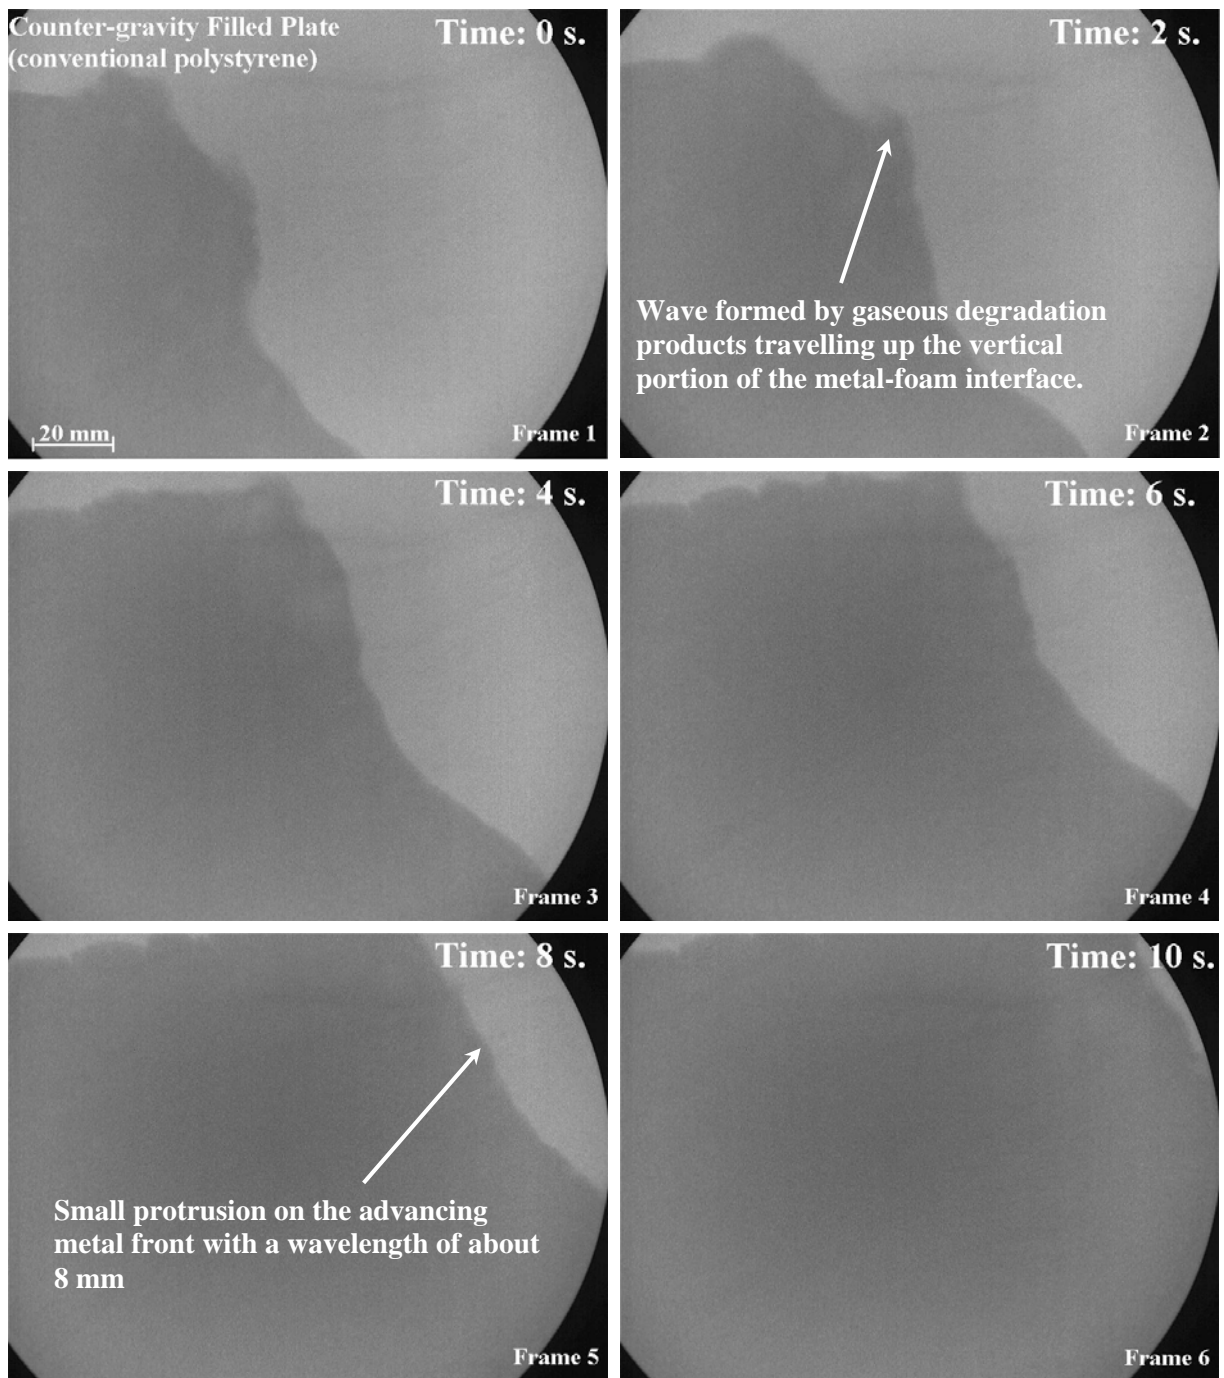 Counter-gravity Filled Plate
(conventional polystyrene)
Time: 0 s.
20 mm
Frame 1
Time: 2 s.
Wave formed by gaseous degradation
products travelling up the vertical
portion of the metal-foam interface.
Frame 2
Time: 4 s.
Frame 3
Time: 6 s.
Frame 4
Time: 8 s.
Small protrusion on the advancing
metal front with a wavelength of about
8 mm
Frame 5
Time: 10 s.
Frame 6